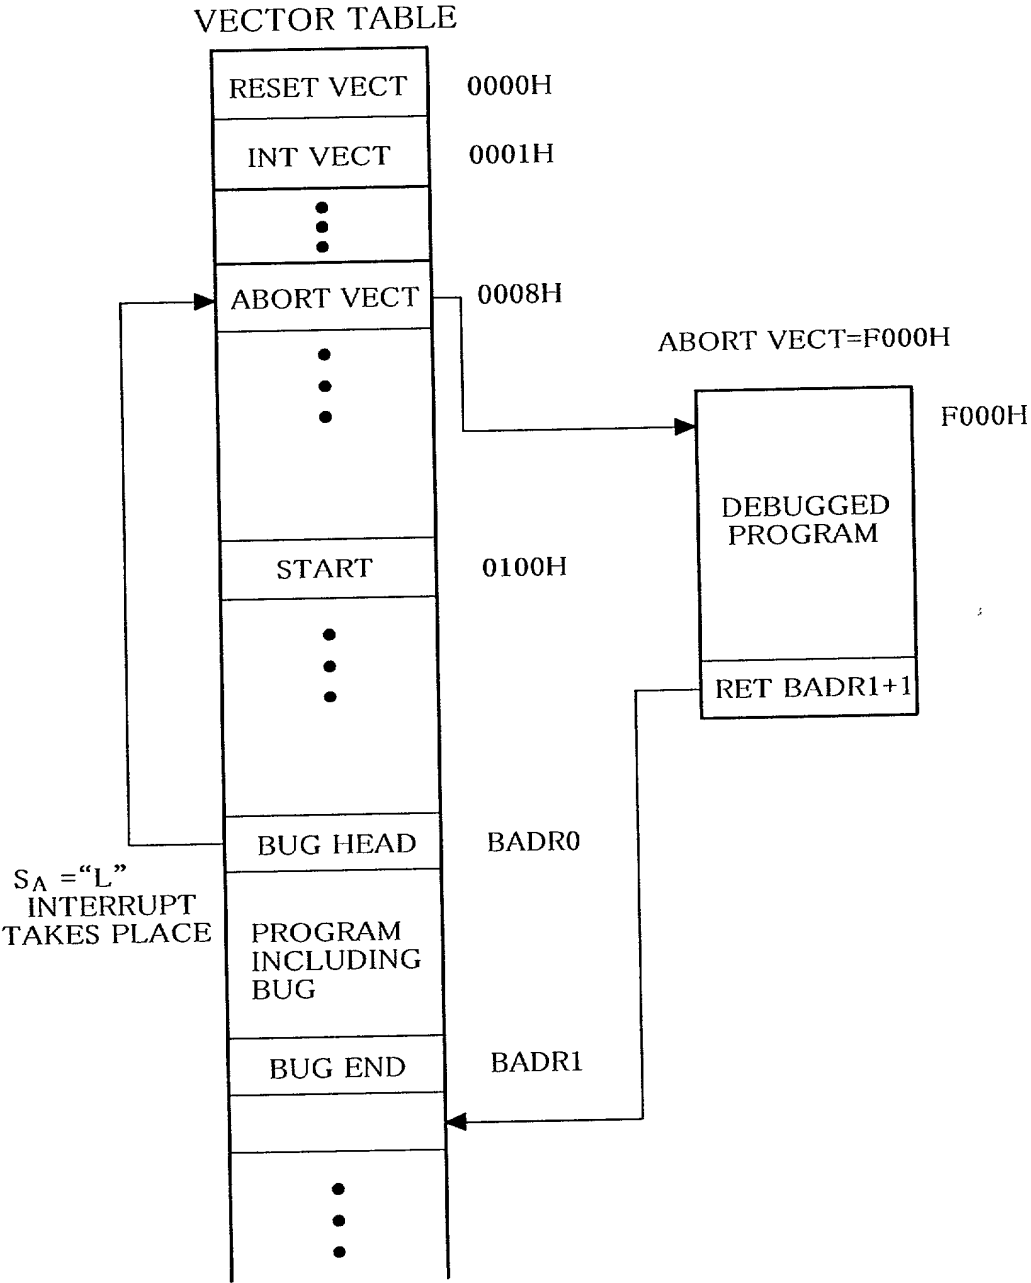 VECTOR TABLE
RESET VECT 0000H
INT VECT 0001H
ABORT VECT 0008H
ABORT VECT=F000H
F000H
DEBUGGED
PROGRAM
START 0100H
RET BADR1+1
BUG HEAD BADR0
SA ="L"
INTERRUPT
TAKES PLACE
PROGRAM
INCLUDING
BUG
BUG END BADR1